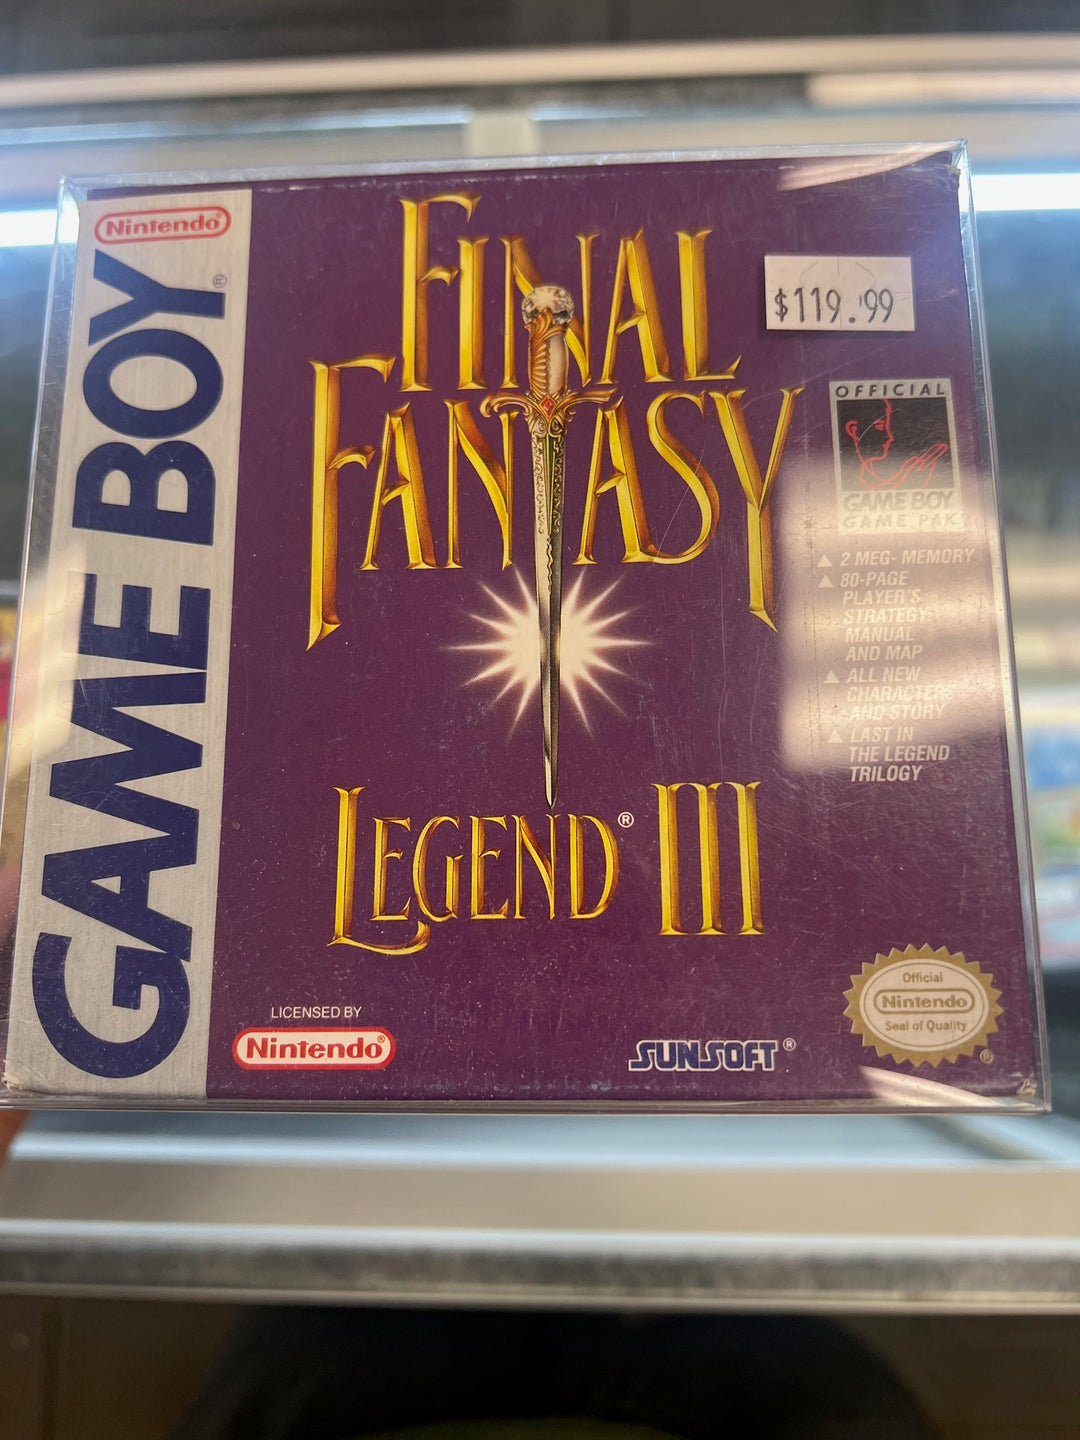 Nintendo®
GAME BOY®
FINAL
FANTASY
LEGEND® III
$119.99
OFFICIAL
GAME BOY
GAME PAK
▲ 2 MEG- MEMORY
▲ 80-PAGE
PLAYER'S
STRATEGY
MANUAL
AND MAP
▲ ALL NEW
CHARACTERS
AND STORY
▲ LAST IN
THE LEGEND
TRILOGY
LICENSED BY
Nintendo®
SUNSOFT®
Official
Nintendo
Seal of Quality
®